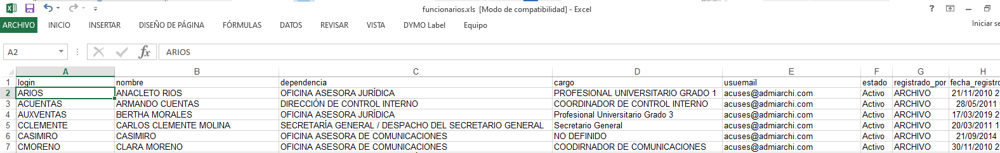 funcionarios.xls [Modo de compatibilidad] - Excel
ARCHIVO INICIO INSERTAR DISEÑO DE PÁGINA FÓRMULAS DATOS REVISAR VISTA DYMO Label Equipo Iniciar se
A2 fx ARIOS
A B C D E F G H
1 login nombre dependencia cargo usuemail estado registrado_por fecha_registro
2 ARIOS ANACLETO RIOS OFICINA ASESORA JURÍDICA PROFESIONAL UNIVERSITARIO GRADO 1 acuses@admiarchi.com Activo ARCHIVO 21/11/2010 2
3 ACUENTAS ARMANDO CUENTAS DIRECCIÓN DE CONTROL INTERNO COORDINADOR DE CONTROL INTERNO acuses@admiarchi.com Activo ARCHIVO 28/05/2011
4 AUXVENTAS BERTHA MORALES OFICINA ASESORA JURÍDICA Profesional Universitario Grado 3 acuses@admiarchi.com Activo ARCHIVO 17/03/2019 2
5 CCLEMENTE CARLOS CLEMENTE MOLINA SECRETARÍA GENERAL / DESPACHO DEL SECRETARIO GENERAL Secretario General acuses@admiarchi.com Activo ARCHIVO 20/03/2011 1
6 CASIMIRO CASIMIRO OFICINA ASESORA DE COMUNICACIONES NO DEFINIDO acuses@admiarchi.com Activo ARCHIVO 21/09/2014
7 CMORENO CLARA MORENO OFICINA ASESORA DE COMUNICACIONES COODIRNADOR DE COMUNICACIONES acuses@admiarchi.com Activo ARCHIVO 30/11/2010 2